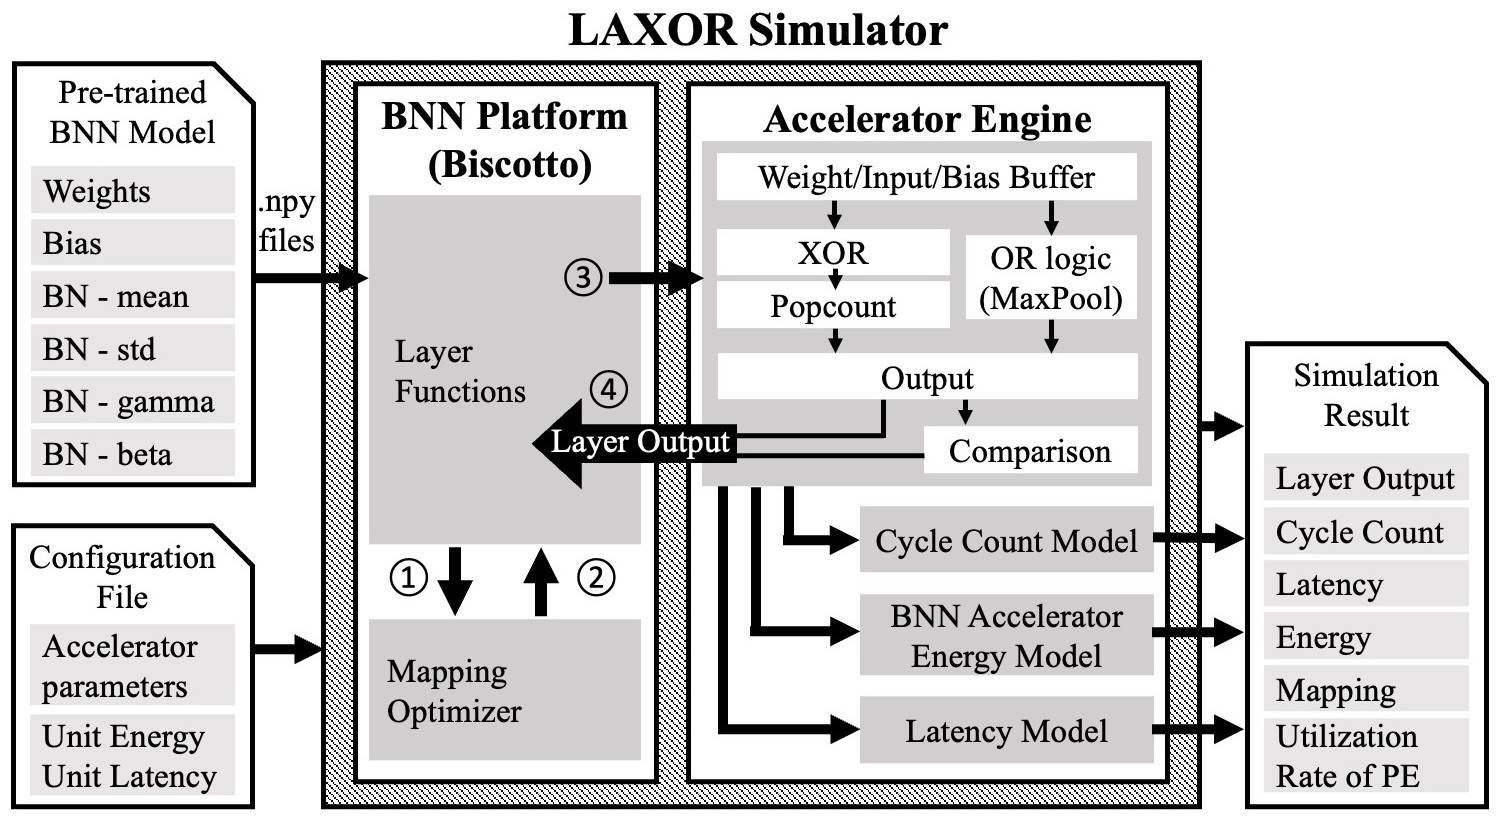 LAXOR Simulator
Pre-trained
BNN Model
Weights
Bias
BN - mean
BN - std
BN - gamma
BN - beta
.npy
files
Configuration
File
Accelerator
parameters
Unit Energy
Unit Latency
BNN Platform
(Biscotto)
Layer
Functions
③
④
Layer Output
①
②
Mapping
Optimizer
Accelerator Engine
Weight/Input/Bias Buffer
XOR
Popcount
OR logic
(MaxPool)
Output
Comparison
Cycle Count Model
BNN Accelerator
Energy Model
Latency Model
Simulation
Result
Layer Output
Cycle Count
Latency
Energy
Mapping
Utilization
Rate of PE